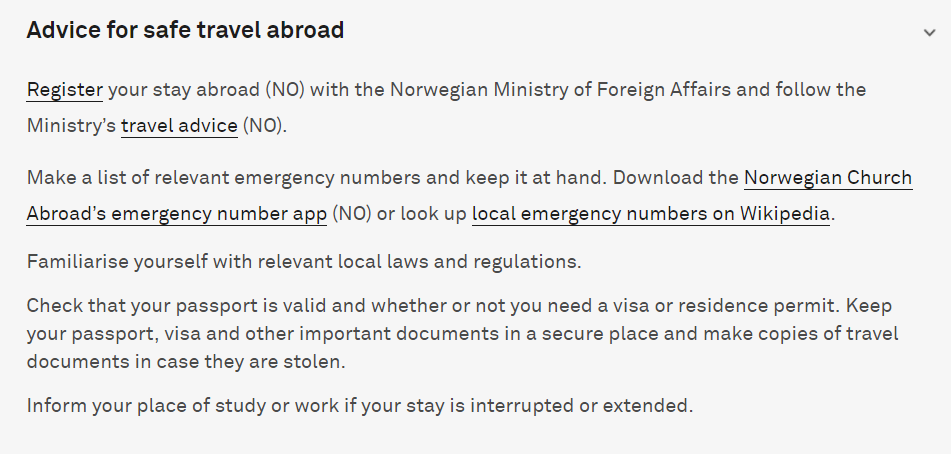 Advice for safe travel abroad
Register your stay abroad (NO) with the Norwegian Ministry of Foreign Affairs and follow the
Ministry’s travel advice (NO).
Make a list of relevant emergency numbers and keep it at hand. Download the Norwegian Church
Abroad’s emergency number app (NO) or look up local emergency numbers on Wikipedia.
Familiarise yourself with relevant local laws and regulations.
Check that your passport is valid and whether or not you need a visa or residence permit. Keep
your passport, visa and other important documents in a secure place and make copies of travel
documents in case they are stolen.
Inform your place of study or work if your stay is interrupted or extended.